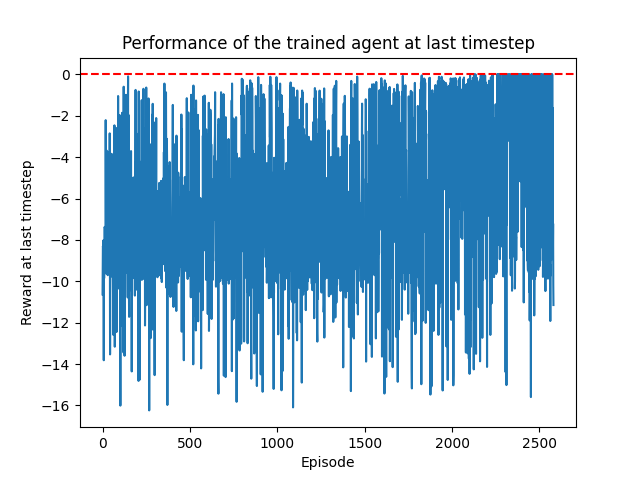 Performance of the trained agent at last timestep
Reward at last timestep
0
−2
−4
−6
−8
−10
−12
−14
−16
0 500 1000 1500 2000 2500
Episode